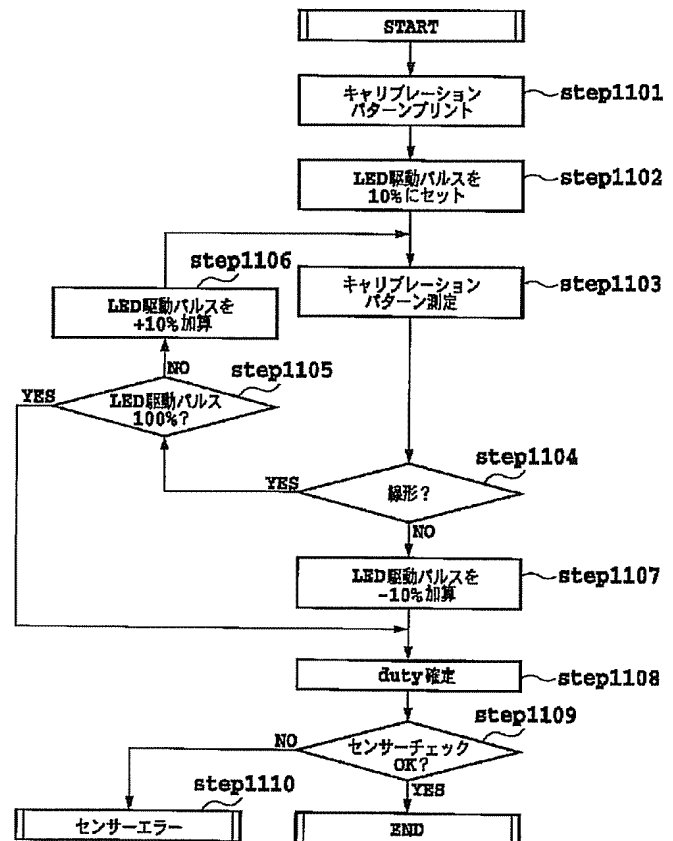 START
キャリブレーション
パターンプリント
step1101
LED駆動パルスを
10%にセット
step1102
step1106
LED駆動パルスを
+10%加算
キャリブレーション
パターン測定
step1103
NO
step1105
YES
LED駆動パルス
100%?
step1104
YES
線形?
NO
LED駆動パルスを
-10%加算
step1107
duty確定
step1108
step1109
NO
センサーチェック
OK?
YES
step1110
センサーエラー
END